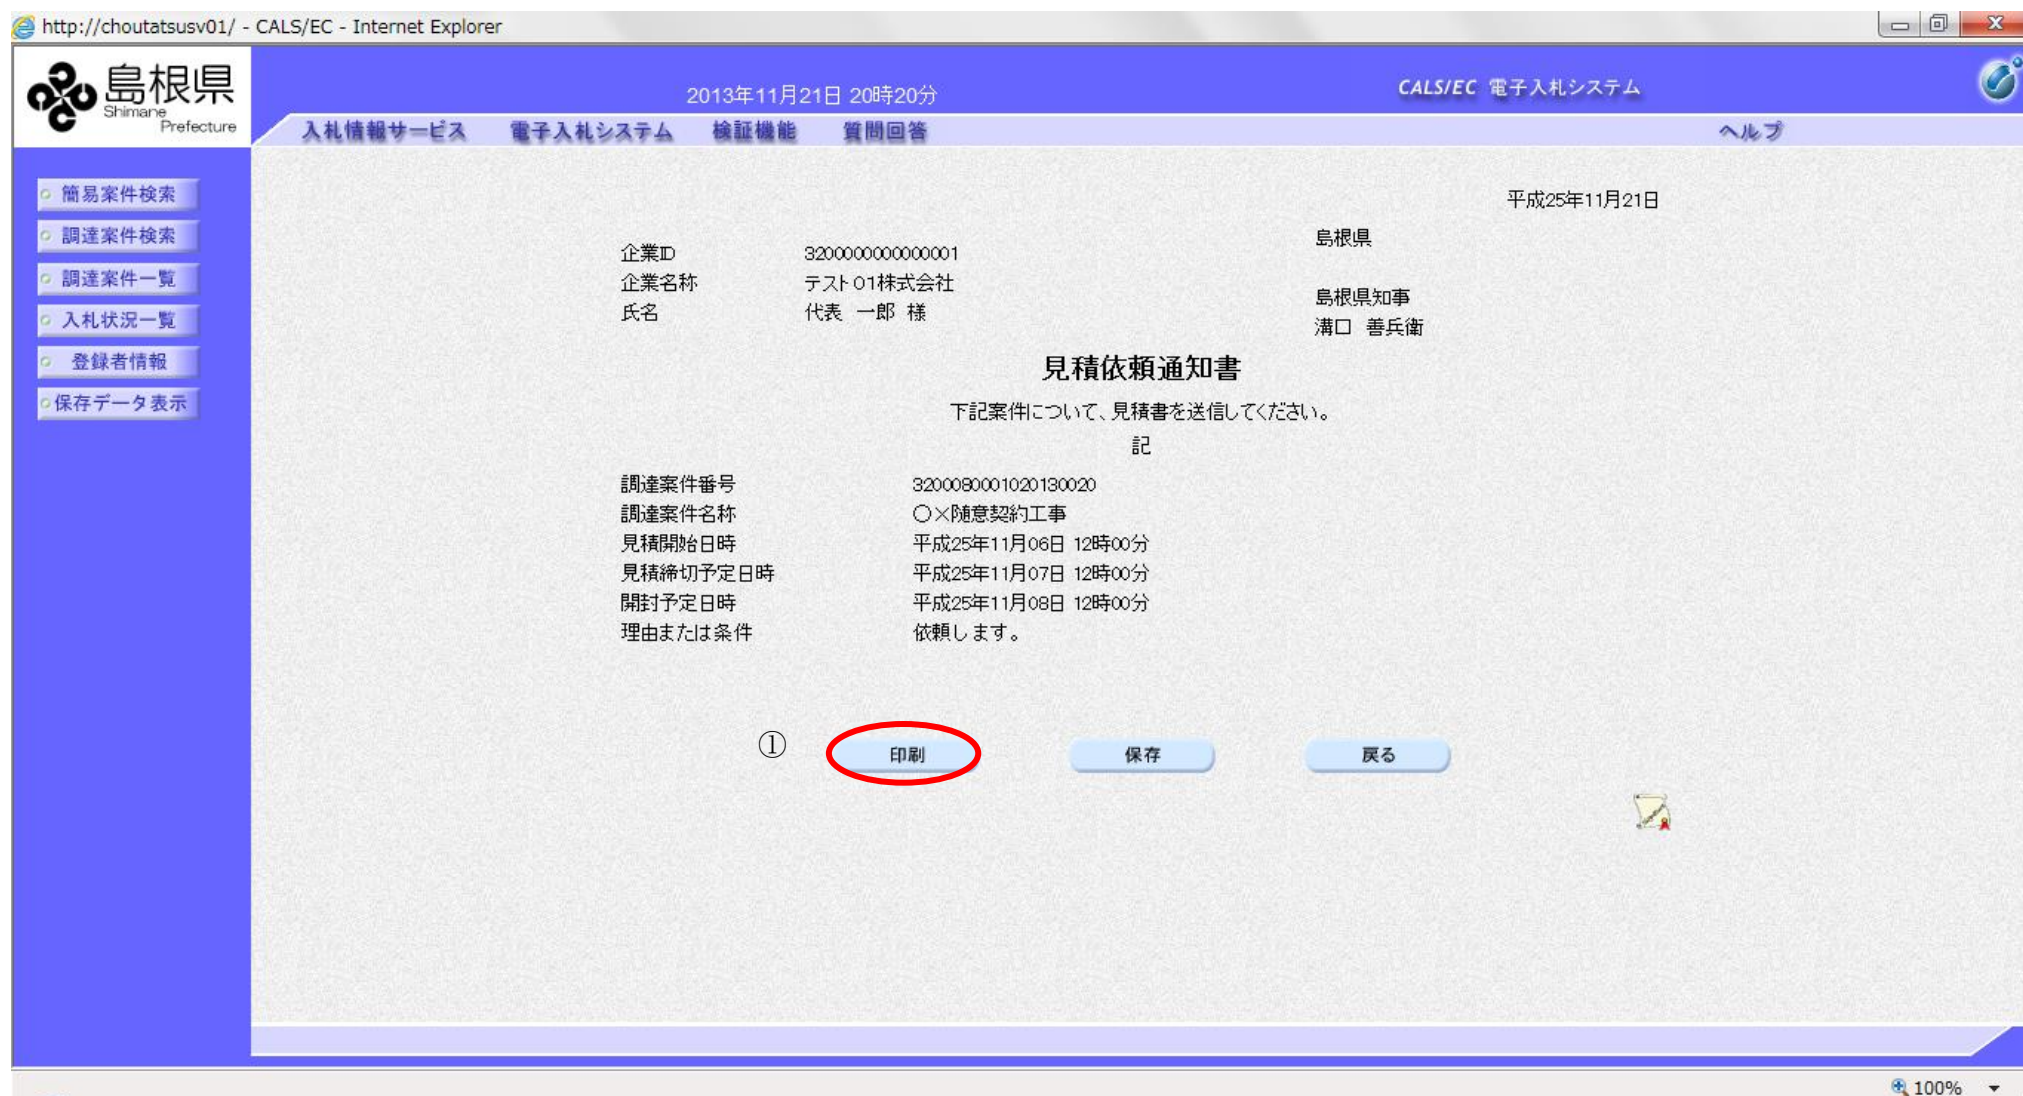 http://choutatsusv01/ - CALS/EC - Internet Explorer
島根県
Shimane
Prefecture
2013年11月21日 20時20分
CALS/EC 電子入札システム
入札情報サービス 電子入札システム 検証機能 質問回答 ヘルプ
簡易案件検索
調達案件検索
調達案件一覧
入札状況一覧
登録者情報
保存データ表示
平成25年11月21日
企業ID 3200000000000001
企業名称 テスト01株式会社
氏名 代表 一郎 様
島根県
島根県知事
溝口 善兵衛
見積依頼通知書
下記案件について、見積書を送信してください。
記
調達案件番号 3200080001020130020
調達案件名称 〇×随意契約工事
見積開始日時 平成25年11月06日 12時00分
見積締切予定日時 平成25年11月07日 12時00分
開封予定日時 平成25年11月08日 12時00分
理由または条件 依頼します。
① 印刷 保存 戻る
100%